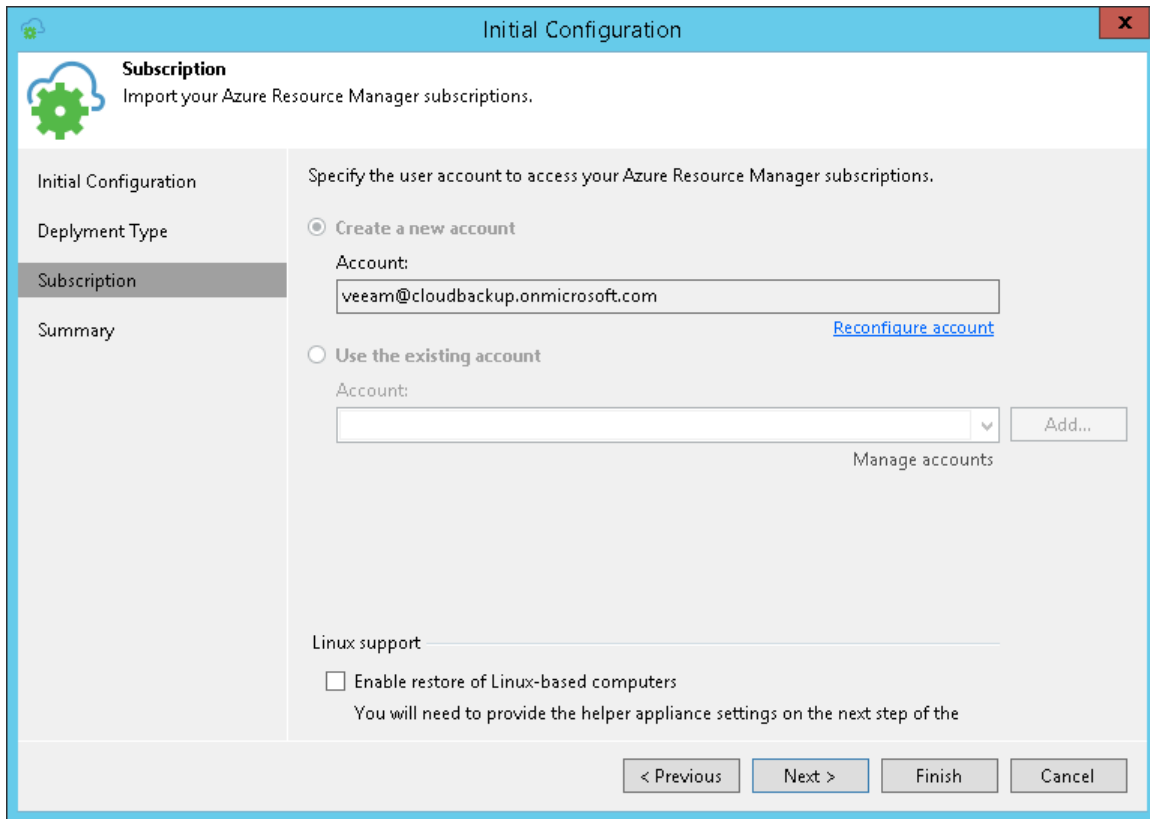 Initial Configuration
x
Subscription
Import your Azure Resource Manager subscriptions.
Initial Configuration
Deplyment Type
Subscription
Summary
Specify the user account to access your Azure Resource Manager subscriptions.
Create a new account
Account:
veeam@cloudbackup.onmicrosoft.com
Reconfigure account
Use the existing account
Account:
Add...
Manage accounts
Linux support
Enable restore of Linux-based computers
You will need to provide the helper appliance settings on the next step of the
< Previous
Next >
Finish
Cancel